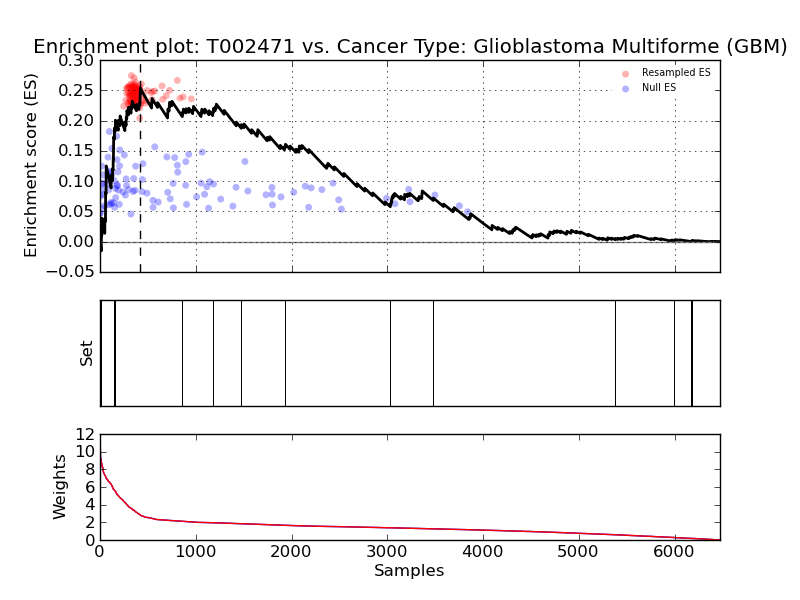 Enrichment plot: T002471 vs. Cancer Type: Glioblastoma Multiforme (GBM)
0.30
0.25
0.20
0.15
0.10
0.05
0.00
−0.05
Enrichment score (ES)
Resampled ES
Null ES
Set
12
10
8
6
4
2
0
Weights
0 1000 2000 3000 4000 5000 6000
Samples